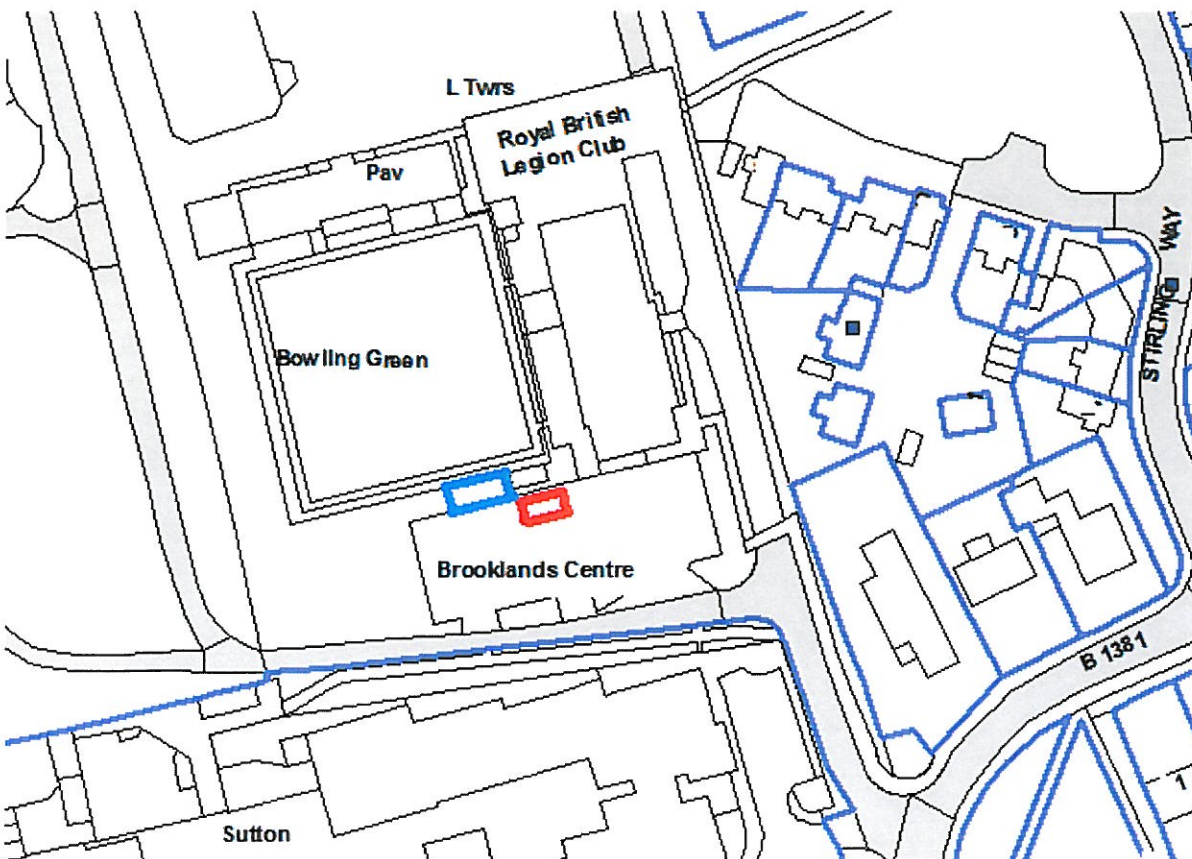 L Twrs
Royal British
Legion Club
Pav
WAY
STIRLING
Bowling Green
Brooklands Centre
B 1381
1
Sutton